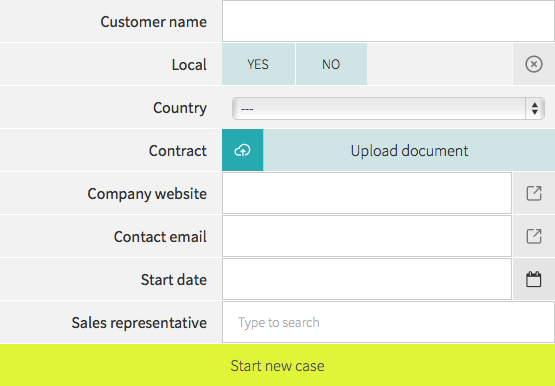 Customer name
Local YES NO
Country ---
Contract Upload document
Company website
Contact email
Start date
Sales representative Type to search
Start new case